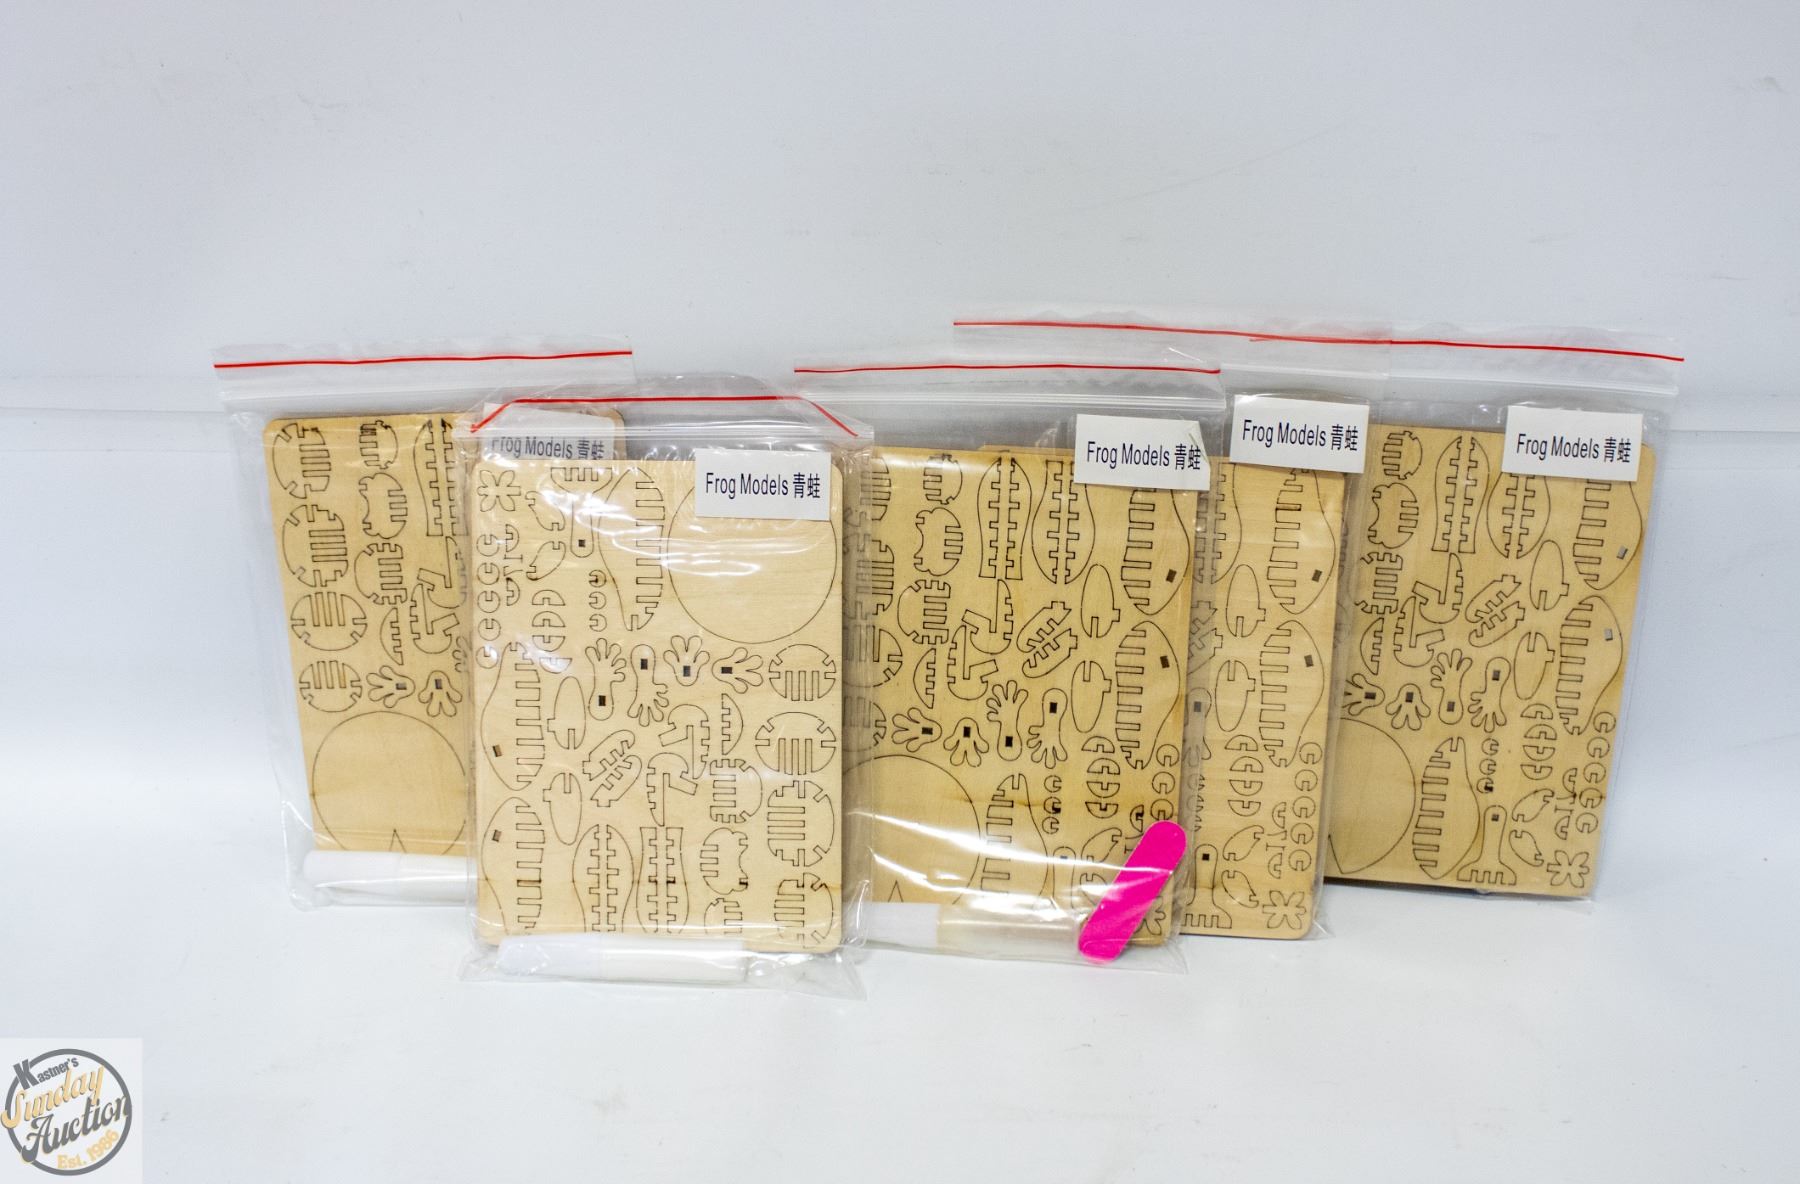 Frog Models 青蛙
Frog Models 青蛙
Frog Models 青蛙
Frog Models 青蛙
Frog Models 青蛙
Kastner's
Sunday
Auction
Est. 1986